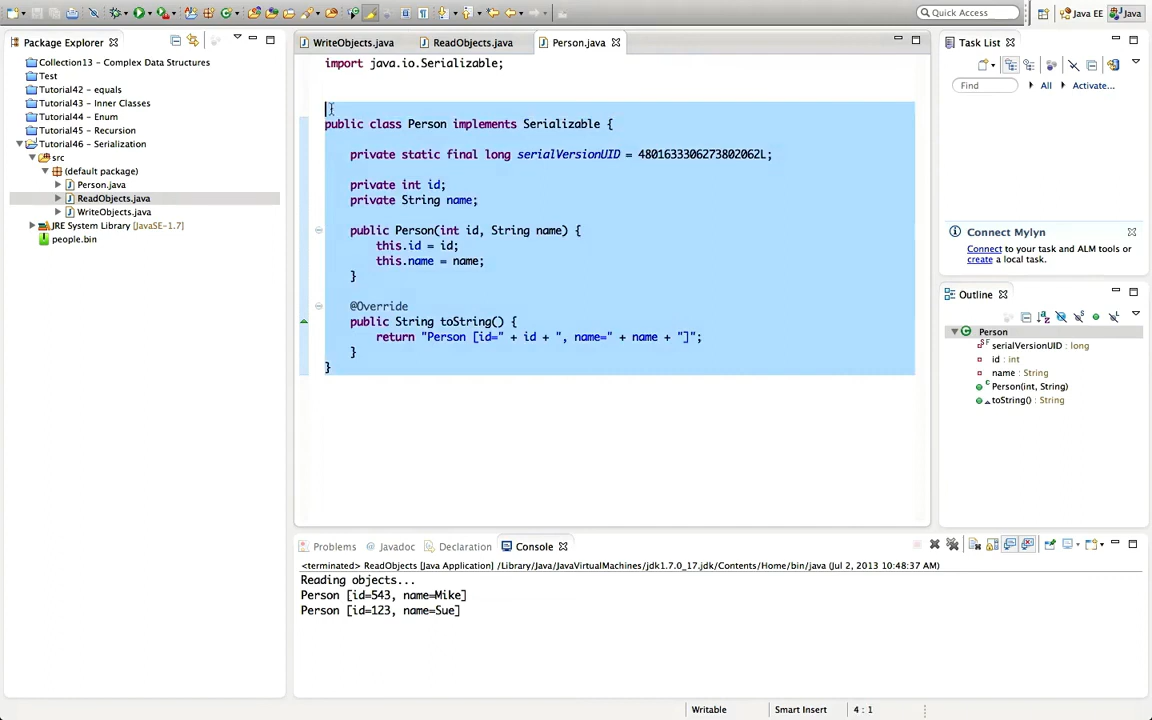 Quick Access
Java EE
Java
Package Explorer
Collection13 - Complex Data Structures
Test
Tutorial42 - equals
Tutorial43 - Inner Classes
Tutorial44 - Enum
Tutorial45 - Recursion
Tutorial46 - Serialization
src
(default package)
Person.java
ReadObjects.java
WriteObjects.java
JRE System Library [JavaSE-1.7]
people.bin
WriteObjects.java
ReadObjects.java
Person.java
import java.io.Serializable;
public class Person implements Serializable {
private static final long serialVersionUID = 4801633306273802062L;
private int id;
private String name;
public Person(int id, String name) {
this.id = id;
this.name = name;
}
@Override
public String toString() {
return "Person [id=" + id + ", name=" + name + "]";
}
}
Task List
Find
All
Activate...
Connect Mylyn
Connect to your task and ALM tools or
create a local task.
Outline
Person
serialVersionUID : long
id : int
name : String
Person(int, String)
toString() : String
Problems
Javadoc
Declaration
Console
<terminated> ReadObjects [Java Application] /Library/Java/JavaVirtualMachines/jdk1.7.0_17.jdk/Contents/Home/bin/java (Jul 2, 2013 10:48:37 AM)
Reading objects...
Person [id=543, name=Mike]
Person [id=123, name=Sue]
Writable
Smart Insert
4 : 1